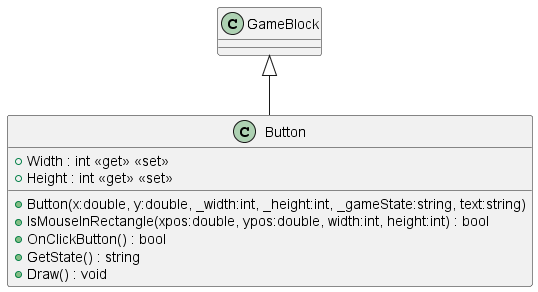 C GameBlock
C Button
Width : int «get» «set»
Height : int «get» «set»
Button(x:double, y:double, _width:int, _height:int, _gameState:string, text:string)
IsMouseInRectangle(xpos:double, ypos:double, width:int, height:int) : bool
OnClickButton() : bool
GetState() : string
Draw() : void